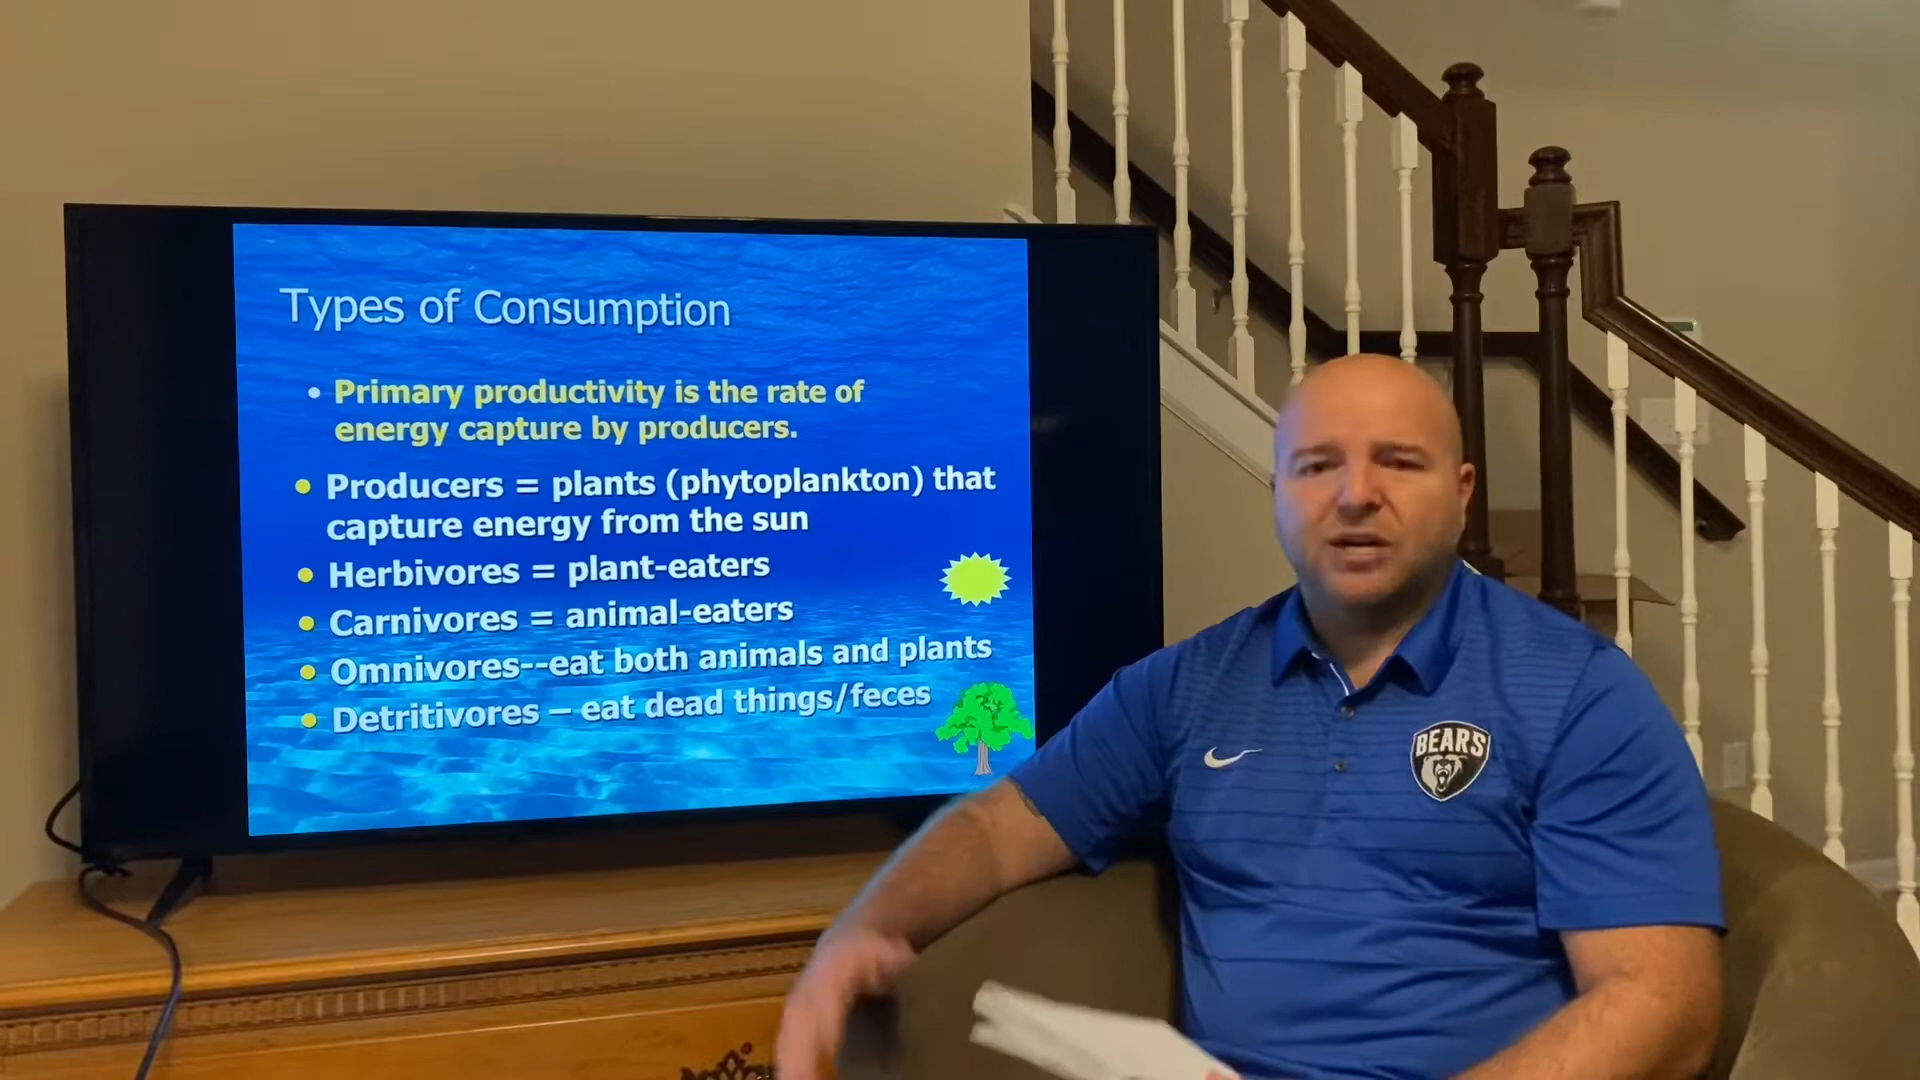 Types of Consumption
• Primary productivity is the rate of
energy capture by producers.
• Producers = plants (phytoplankton) that
capture energy from the sun
• Herbivores = plant-eaters
• Carnivores = animal-eaters
• Omnivores--eat both animals and plants
• Detritivores – eat dead things/feces
BEARS